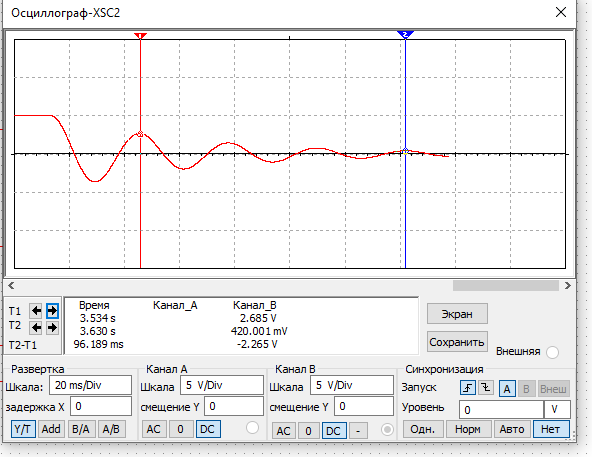 Осциллограф-XSC2
1
2
T1
T2
T2-T1
Время Канал_A Канал_B
3.534 s 2.685 V
3.630 s 420.001 mV
96.189 ms -2.265 V
Экран
Сохранить
Внешняя
Развертка
Шкала: 20 ms/Div
задержка X 0
Y/T Add B/A A/B
Канал A
Шкала 5 V/Div
смещение Y 0
AC 0 DC
Канал B
Шкала 5 V/Div
смещение Y 0
AC 0 DC -
Синхронизация
Запуск A B Внеш
Уровень 0 V
Одн. Норм Авто Нет